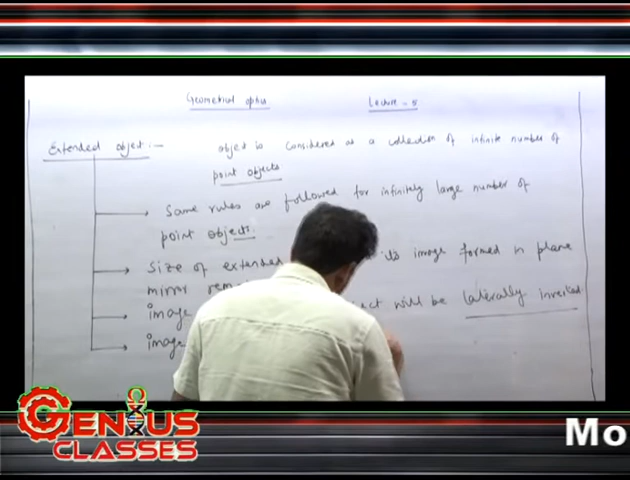 Geometrical optics Lecture - 5
Extended object :- object is considered as a collection of infinite number of
point objects
Same rules are followed for infinitely large number of
point objects.
Size of extended its image formed in plane
mirror
image will be laterally inverted
image
GENIUS
CLASSES
Mo